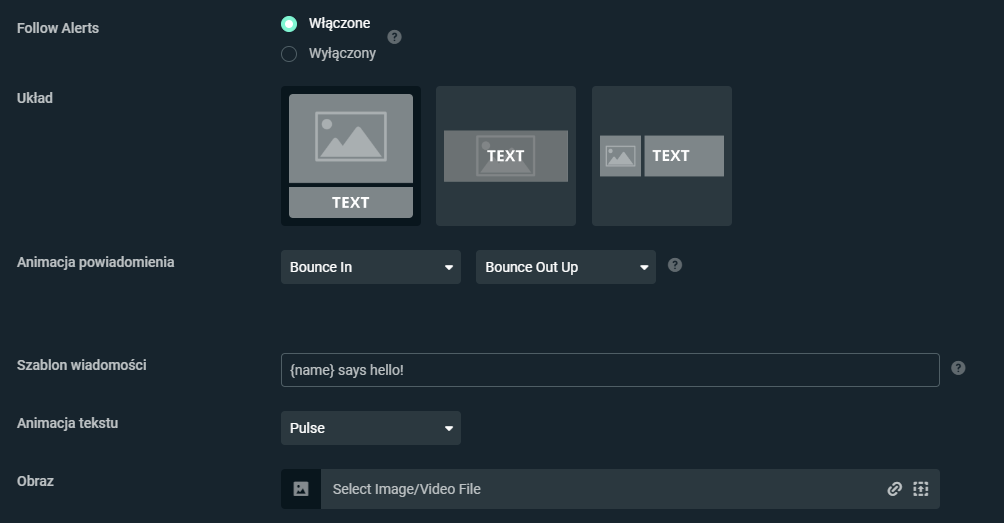 Follow Alerts
Włączone
Wyłączony
Układ
TEXT
TEXT
TEXT
Animacja powiadomienia
Bounce In
Bounce Out Up
Szablon wiadomości
{name} says hello!
Animacja tekstu
Pulse
Obraz
Select Image/Video File